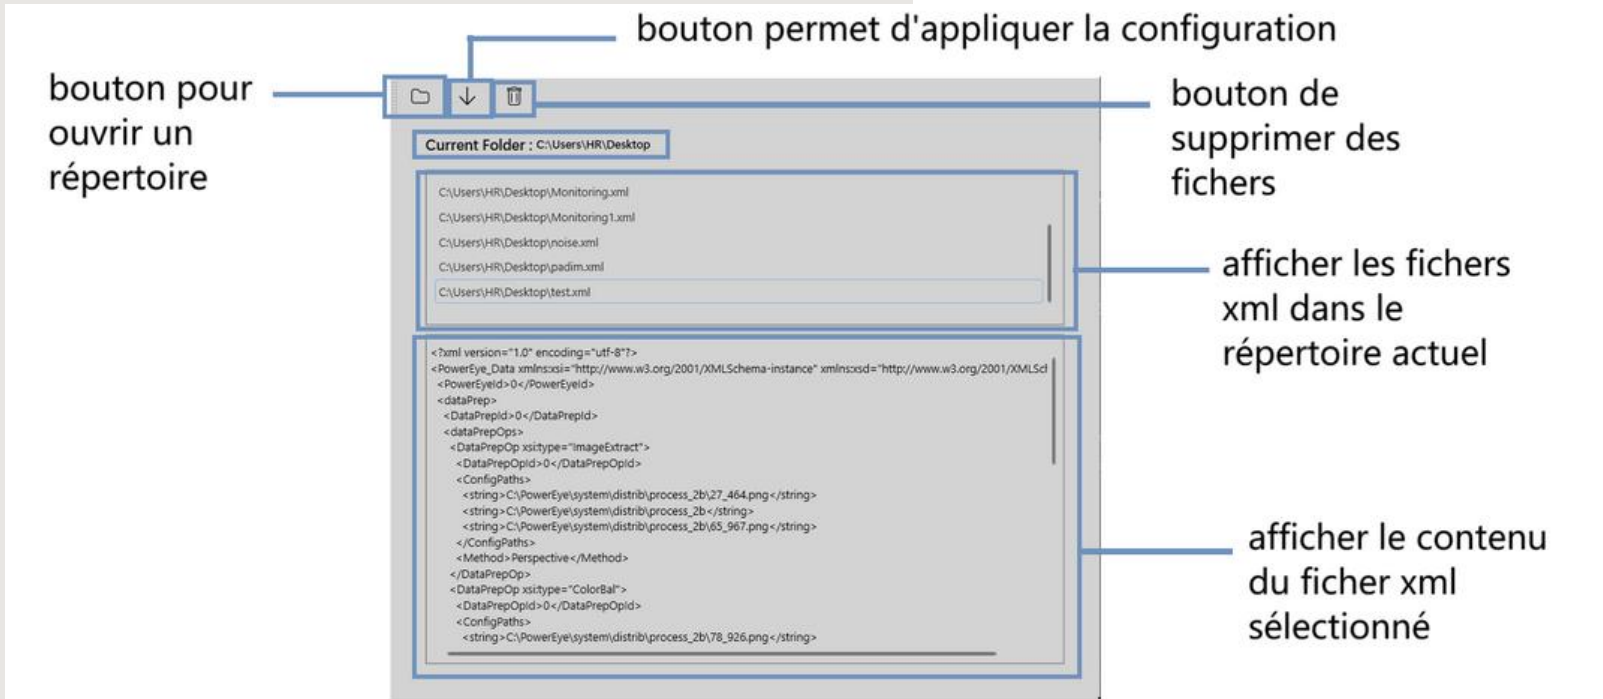 bouton permet d'appliquer la configuration
bouton pour
ouvrir un
répertoire
bouton de
supprimer des
fichers
Current Folder : C:\Users\HR\Desktop
C:\Users\HR\Desktop\Monitoring.xml
C:\Users\HR\Desktop\Monitoring1.xml
C:\Users\HR\Desktop\noise.xml
C:\Users\HR\Desktop\padim.xml
C:\Users\HR\Desktop\test.xml
afficher les fichers
xml dans le
répertoire actuel
<?xml version="1.0" encoding="utf-8"?>
<PowerEye_Data xmlns:xsi="http://www.w3.org/2001/XMLSchema-instance" xmlns:xsd="http://www.w3.org/2001/XMLScl
<PowerEyeId>0</PowerEyeId>
<dataPrep>
<DataPrepId>0</DataPrepId>
<dataPrepOps>
<DataPrepOp xsi:type="ImageExtract">
<DataPrepOpId>0</DataPrepOpId>
<ConfigPaths>
<string>C:\PowerEye\system\distrib\process_2b\27_464.png</string>
<string>C:\PowerEye\system\distrib\process_2b</string>
<string>C:\PowerEye\system\distrib\process_2b\65_967.png</string>
</ConfigPaths>
<Method>Perspective</Method>
</DataPrepOp>
<DataPrepOp xsi:type="ColorBal">
<DataPrepOpId>0</DataPrepOpId>
<ConfigPaths>
<string>C:\PowerEye\system\distrib\process_2b\78_926.png</string>
afficher le contenu
du ficher xml
sélectionné